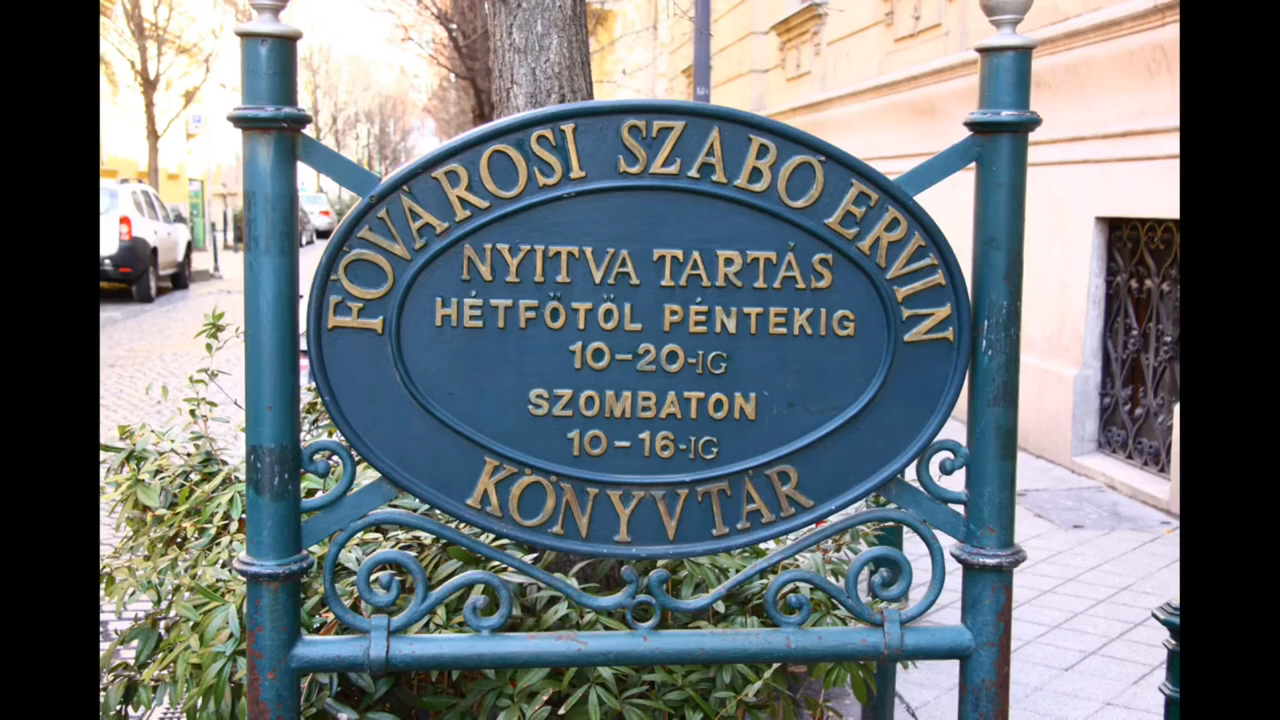 FŐVÁROSI SZABÓ ERVIN
NYITVA TARTÁS
HÉTFŐTŐL PÉNTEKIG
10-20-IG
SZOMBATON
10-16-IG
KÖNYVTÁR